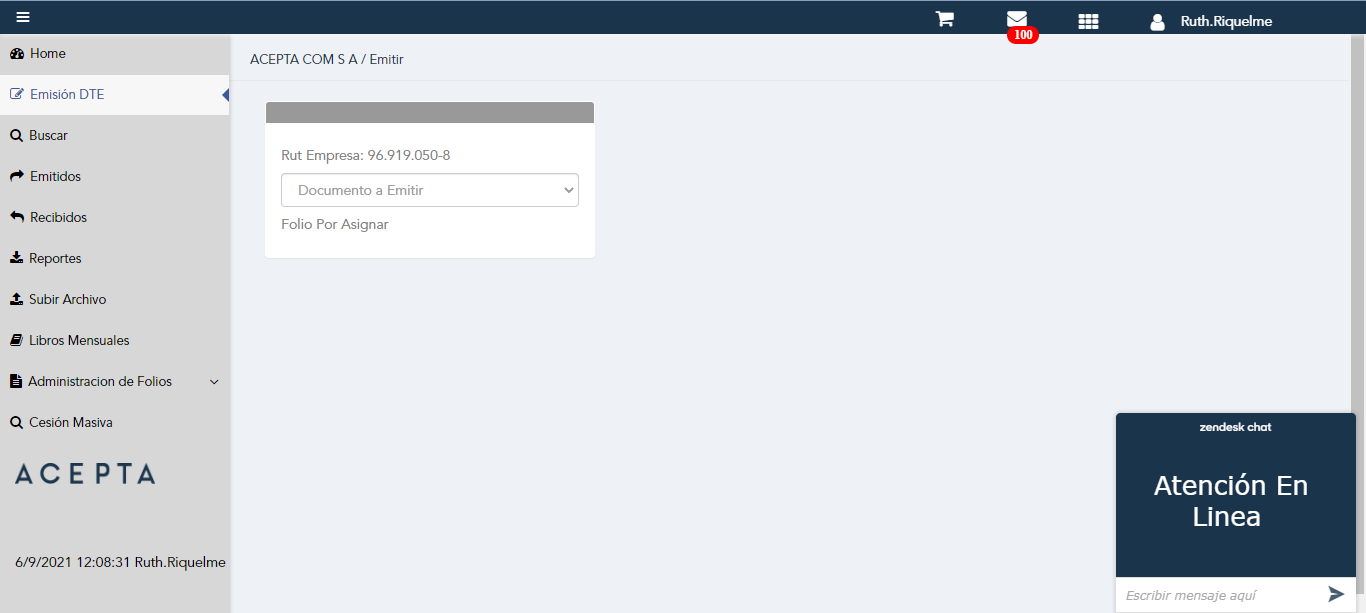 Ruth.Riquelme
100
Home
ACEPTA COM S A / Emitir
Emisión DTE
Buscar
Rut Empresa: 96.919.050-8
Emitidos
Documento a Emitir
Recibidos
Folio Por Asignar
Reportes
Subir Archivo
Libros Mensuales
Administracion de Folios
Cesión Masiva
ACEPTA
6/9/2021 12:08:31 Ruth.Riquelme
zendesk chat
Atención En
Linea
Escribir mensaje aquí